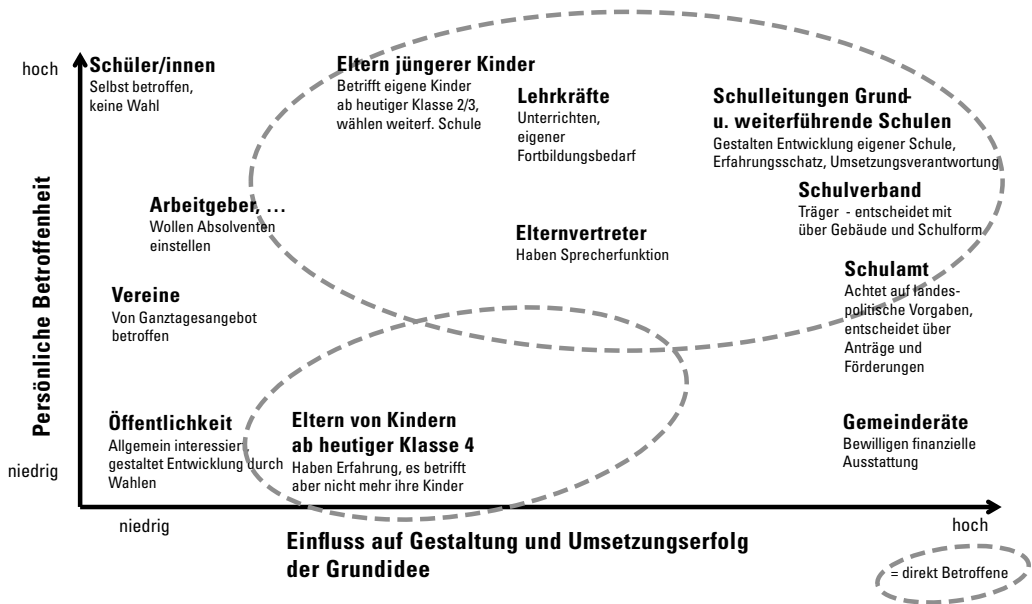 hoch
Schüler/innen
Selbst betroffen,
keine Wahl
Eltern jüngerer Kinder
Betrifft eigene Kinder
ab heutiger Klasse 2/3,
wählen weiterf. Schule
Lehrkräfte
Unterrichten,
eigener
Fortbildungsbedarf
Schulleitungen Grund-
u. weiterführende Schulen
Gestalten Entwicklung eigener Schule,
Erfahrungsschatz, Umsetzungsverantwortung
Schulverband
Träger - entscheidet mit
über Gebäude und Schulform
Arbeitgeber, ...
Wollen Absolventen
einstellen
Elternvertreter
Haben Sprecherfunktion
Schulamt
Achtet auf landes-
politische Vorgaben,
entscheidet über
Anträge und
Förderungen
Vereine
Von Ganztagesangebot
betroffen
Persönliche Betroffenheit
Öffentlichkeit
Allgemein interessiert,
gestaltet Entwicklung durch
Wahlen
Eltern von Kindern
ab heutiger Klasse 4
Haben Erfahrung, es betrifft
aber nicht mehr ihre Kinder
Gemeinderäte
Bewilligen finanzielle
Ausstattung
niedrig
niedrig
hoch
Einfluss auf Gestaltung und Umsetzungserfolg
der Grundidee
= direkt Betroffene